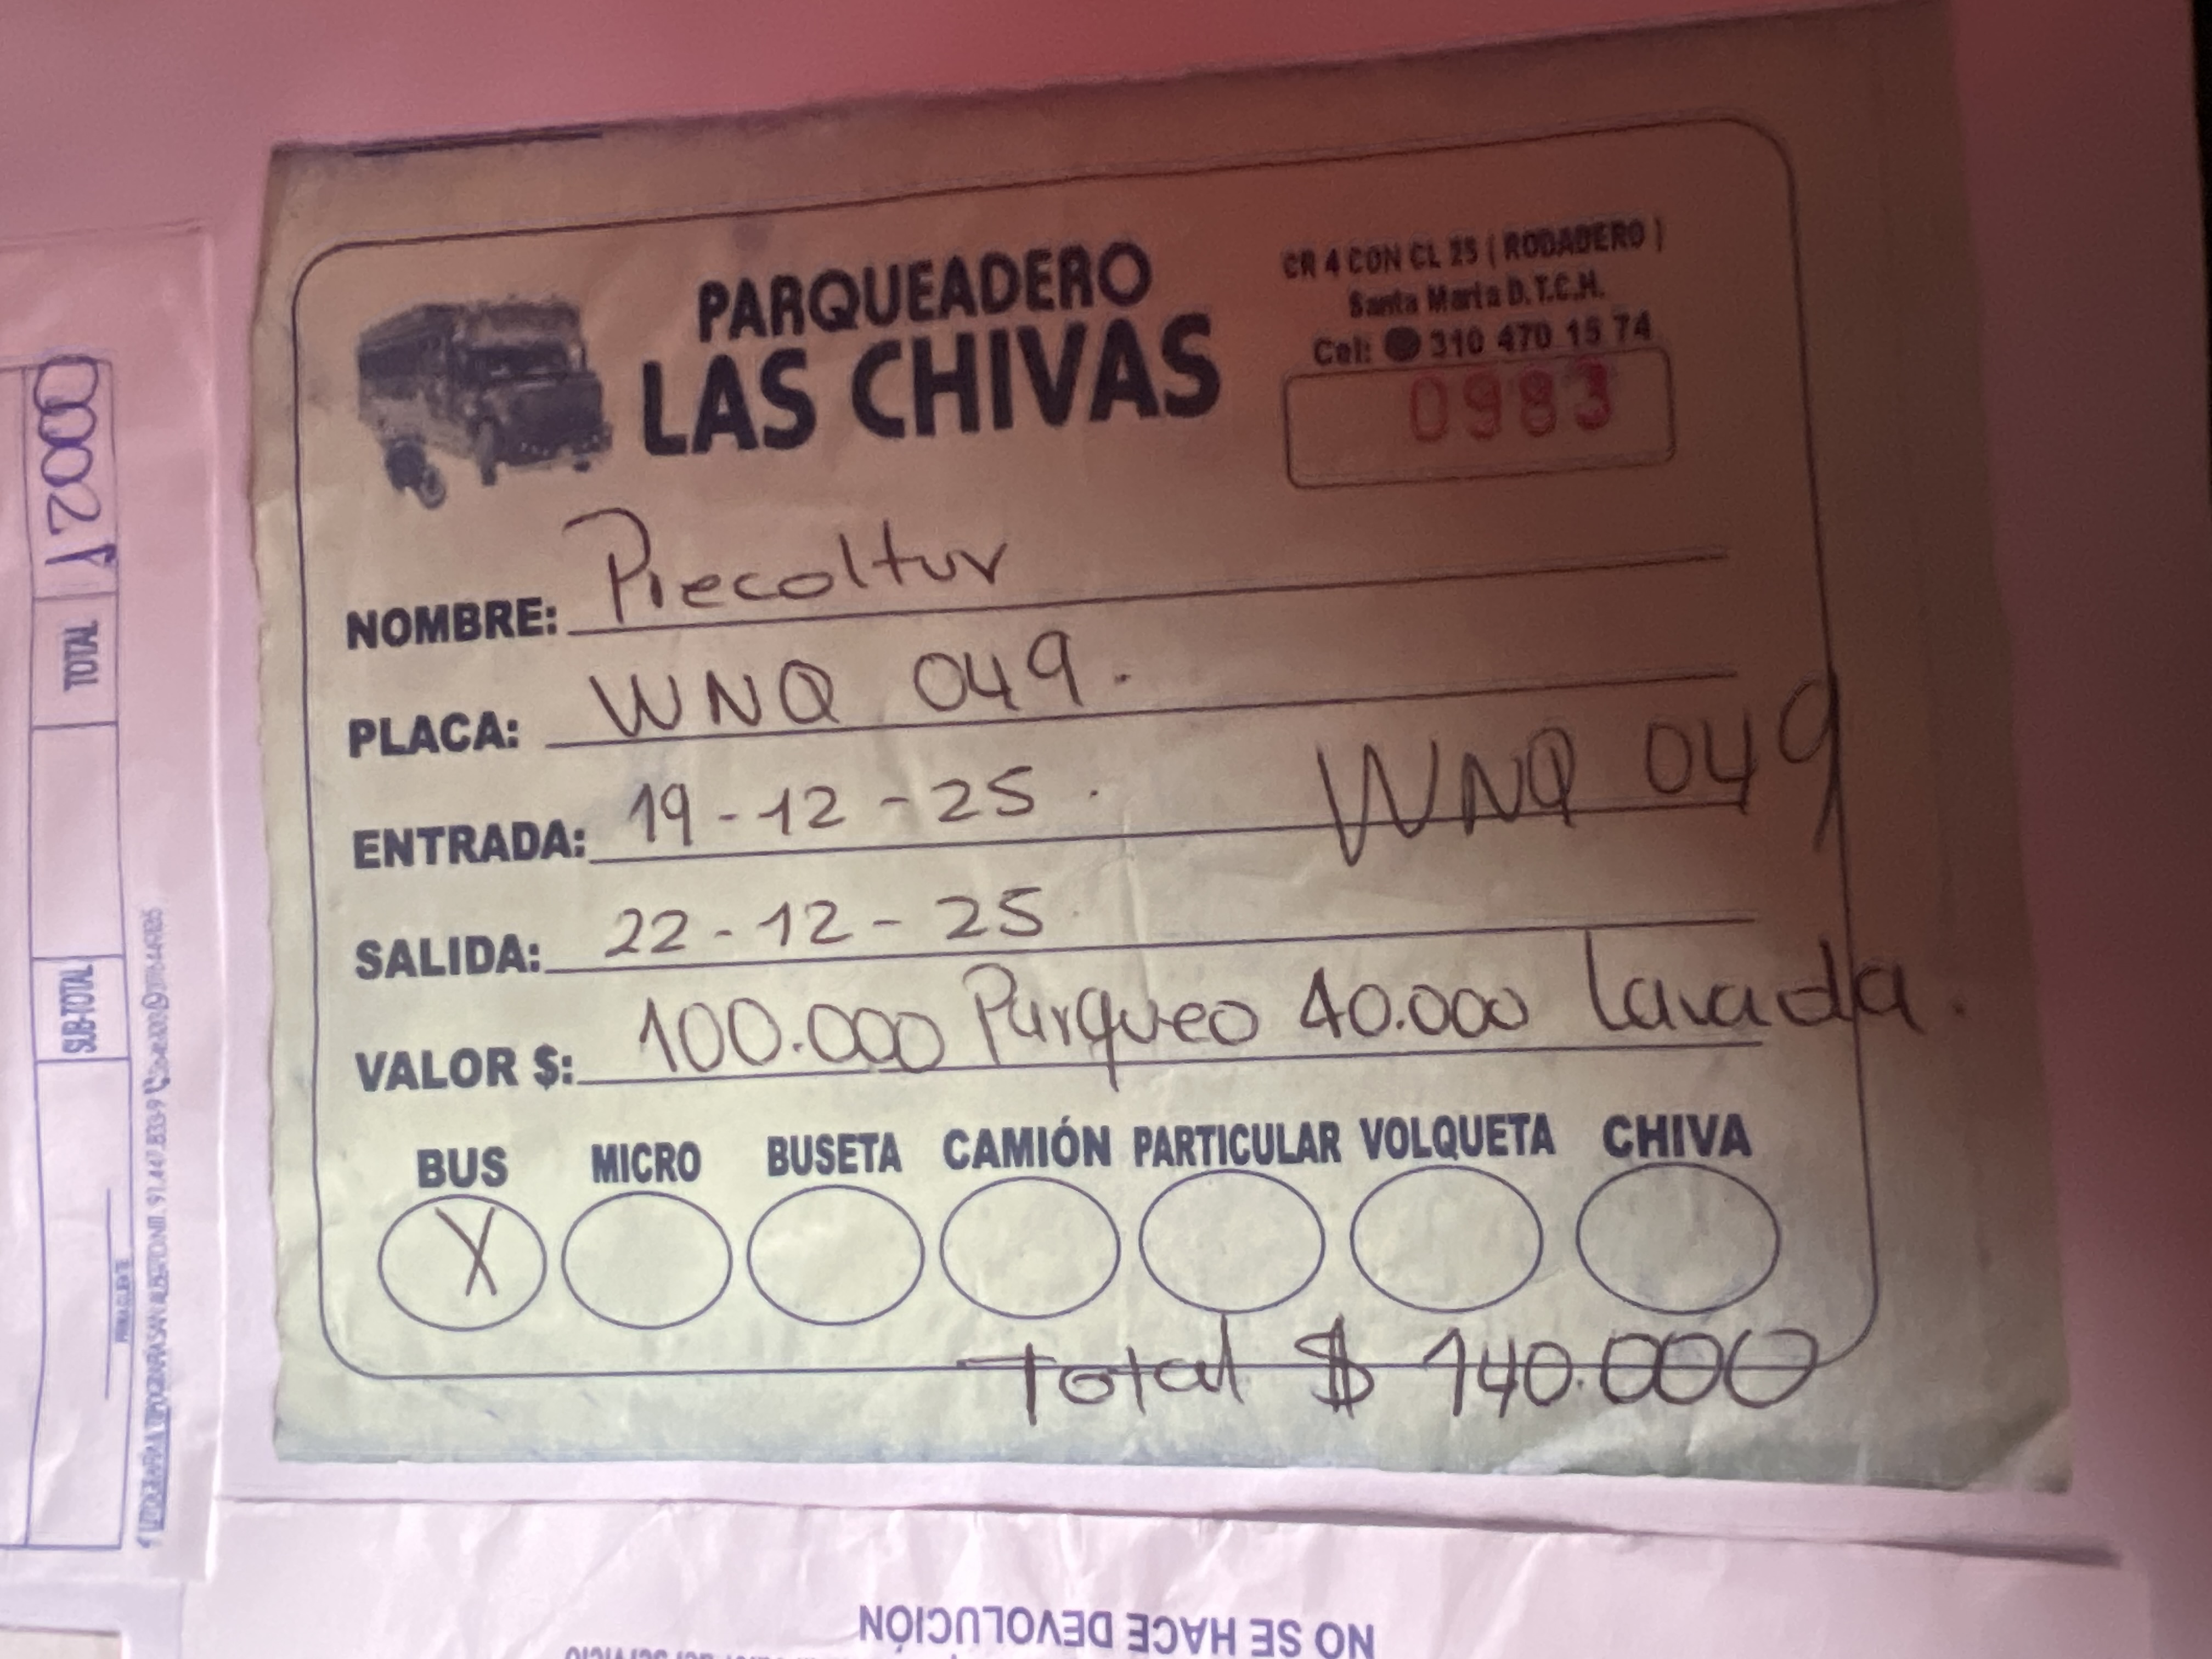 PARQUEADERO
LAS CHIVAS
CR 4 CON CL 25 ( RODADERO )
Santa Marta D.T.C.H.
Cel: 310 470 15 74
0983
NOMBRE: Piecoltur
PLACA: WNQ 049.
ENTRADA: 19-12-25 . WNQ 049
SALIDA: 22-12-25
VALOR $: 100.000 Parqueo 40.000 Lavada.
BUS MICRO BUSETA CAMIÓN PARTICULAR VOLQUETA CHIVA
X
Total $ 140.000
SUB-TOTAL
TOTAL
NO SE HACE DEVOLUCIÓN